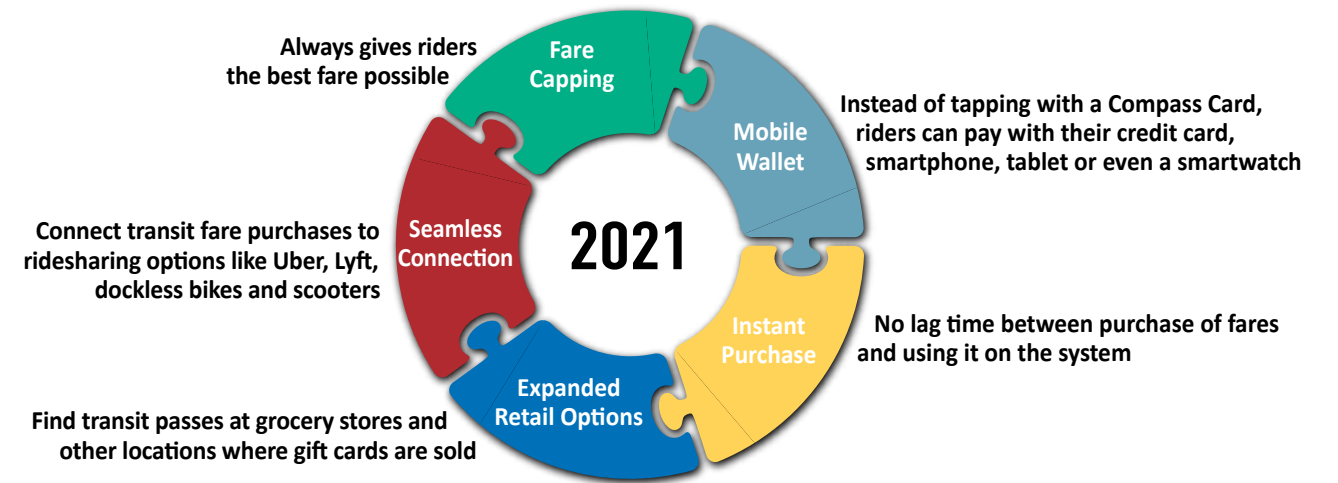 Always gives riders
the best fare possible
Fare
Capping
Mobile
Wallet
Instead of tapping with a Compass Card,
riders can pay with their credit card,
smartphone, tablet or even a smartwatch
Seamless
Connection
Connect transit fare purchases to
ridesharing options like Uber, Lyft,
dockless bikes and scooters
2021
Instant
Purchase
No lag time between purchase of fares
and using it on the system
Expanded
Retail Options
Find transit passes at grocery stores and
other locations where gift cards are sold